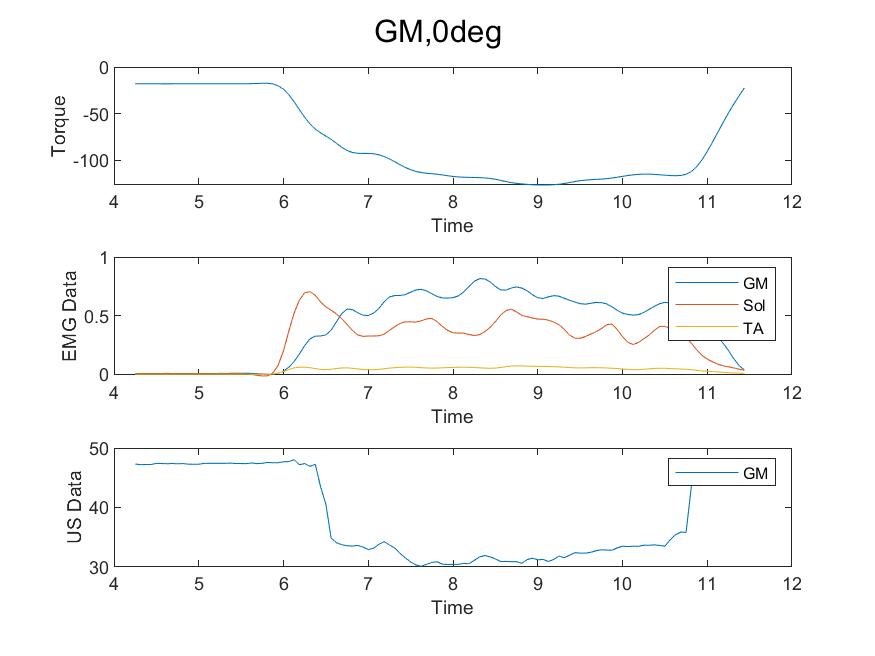 GM,0deg
0
-50
-100
Torque
4 5 6 7 8 9 10 11 12
Time
1
0.5
0
EMG Data
GM
Sol
TA
4 5 6 7 8 9 10 11 12
Time
50
40
30
US Data
GM
4 5 6 7 8 9 10 11 12
Time